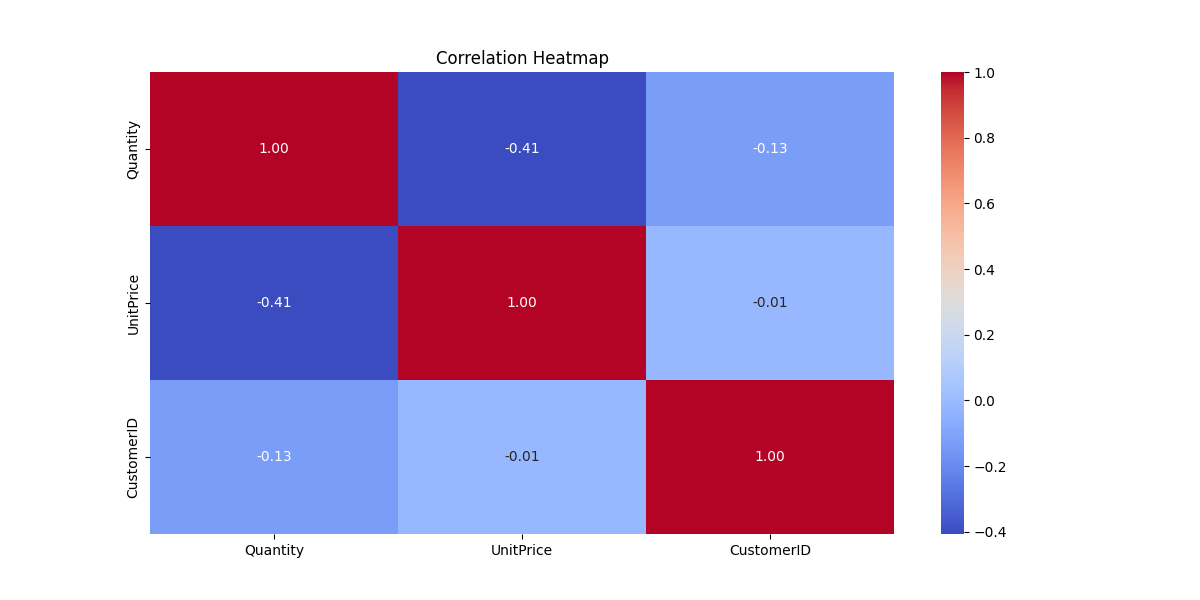 Correlation Heatmap
Quantity
1.00
-0.41
-0.13
UnitPrice
-0.41
1.00
-0.01
CustomerID
-0.13
-0.01
1.00
Quantity
UnitPrice
CustomerID
1.0
0.8
0.6
0.4
0.2
0.0
−0.2
−0.4